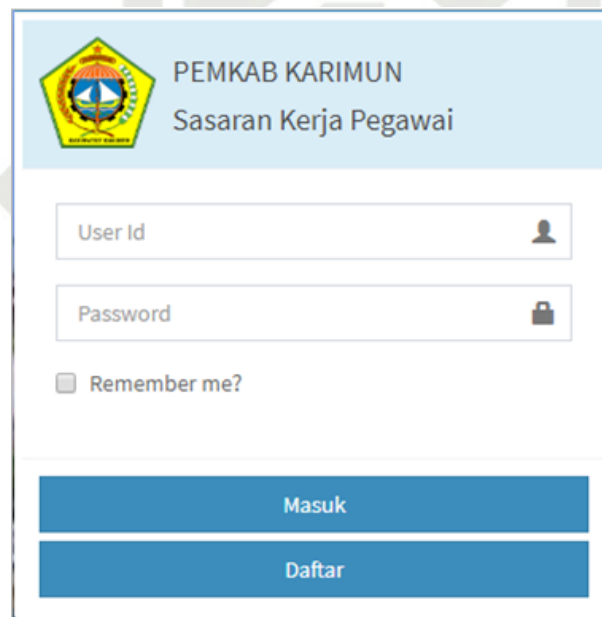 PEMKAB KARIMUN
Sasaran Kerja Pegawai
User Id
Password
Remember me?
Masuk
Daftar